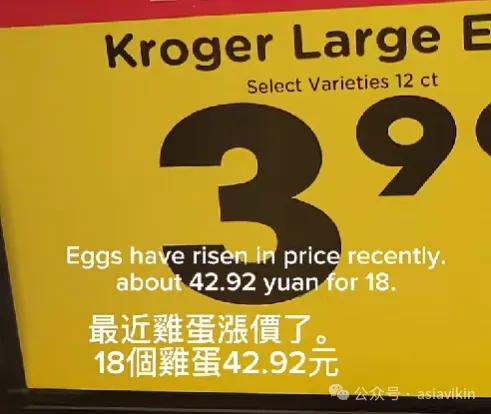 Kroger Large E
Select Varieties 12 ct
3 99
Eggs have risen in price recently.
about 42.92 yuan for 18.
最近雞蛋漲價了。
18個雞蛋42.92元
公众号 · asiavikin